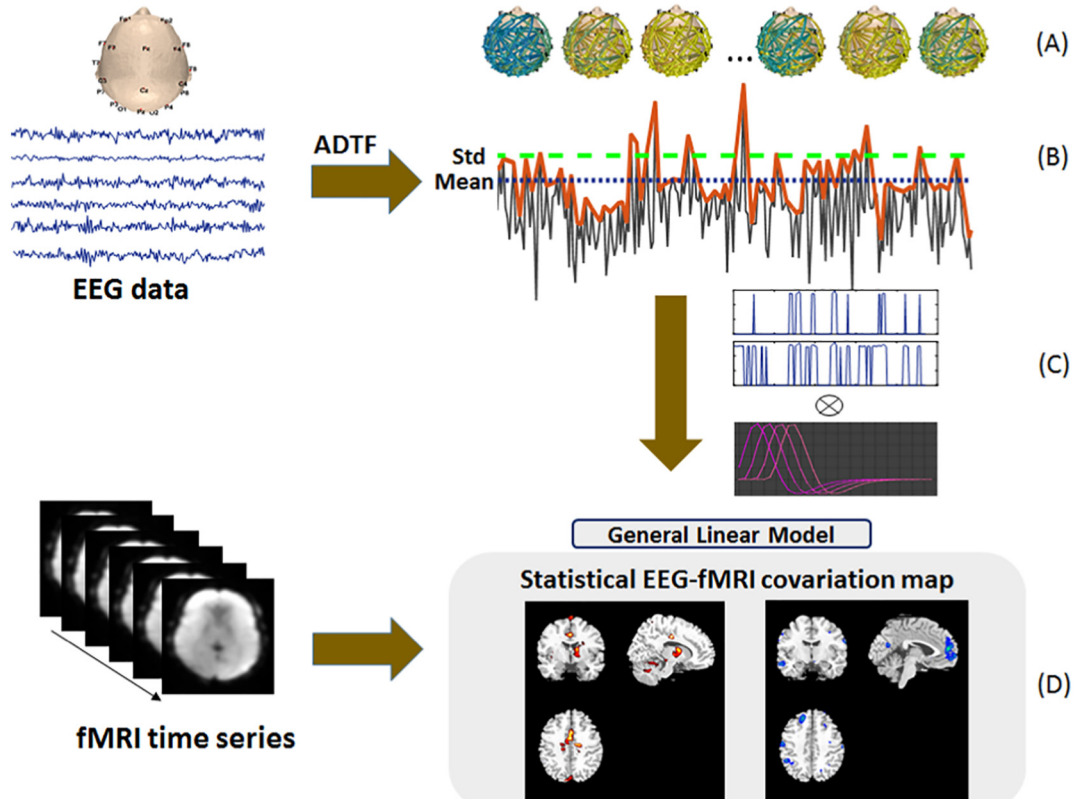 (A)
ADTF
Std
Mean
(B)
EEG data
(C)
General Linear Model
Statistical EEG-fMRI covariation map
(D)
fMRI time series